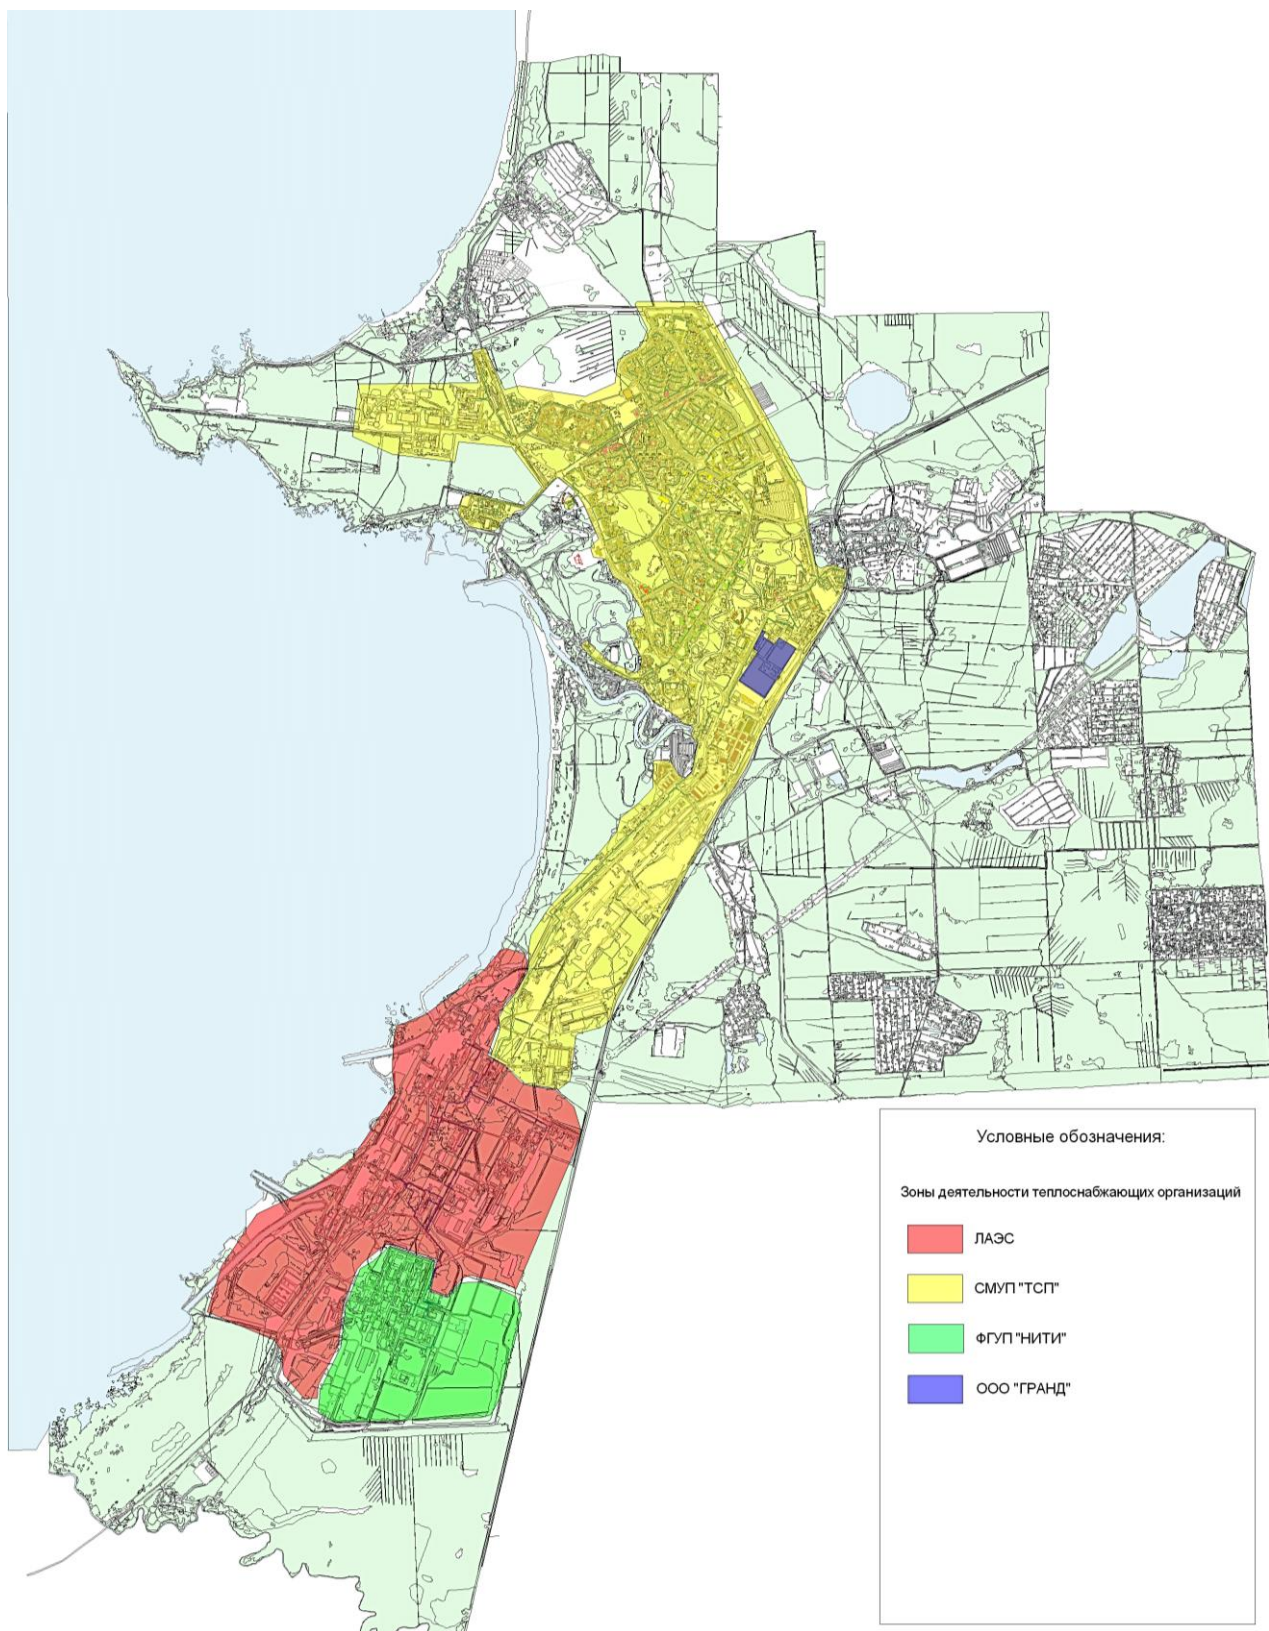 Условные обозначения:
Зоны деятельности теплоснабжающих организаций
ЛАЭС
СМУП "ТСП"
ФГУП "НИТИ"
ООО "ГРАНД"